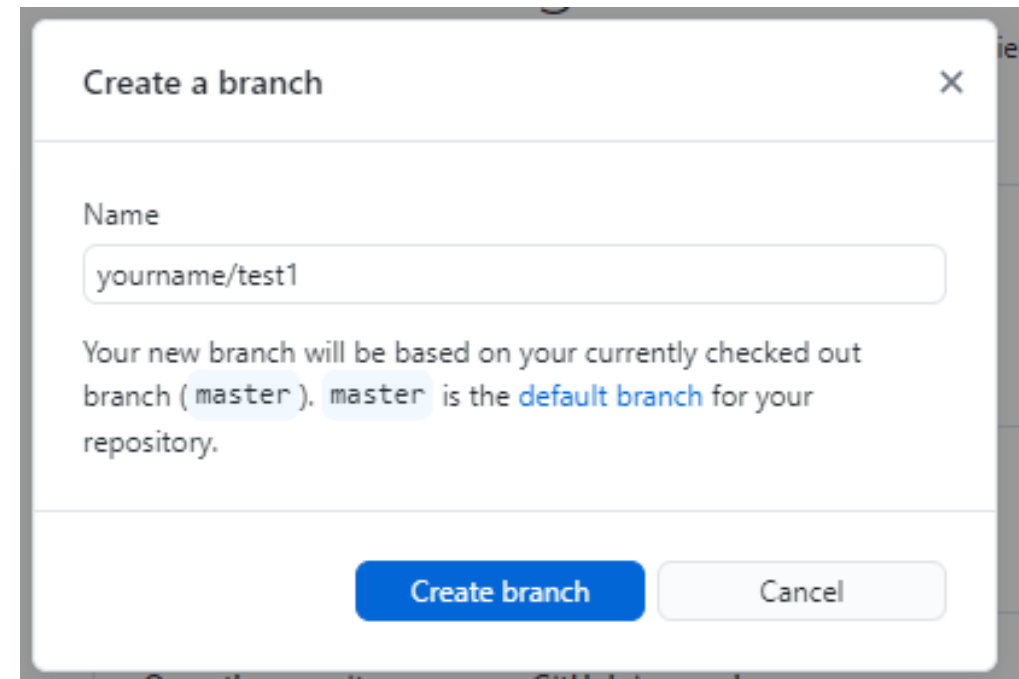 Create a branch
Name
yourname/test1
Your new branch will be based on your currently checked out
branch (master). master is the default branch for your
repository.
Create branch
Cancel